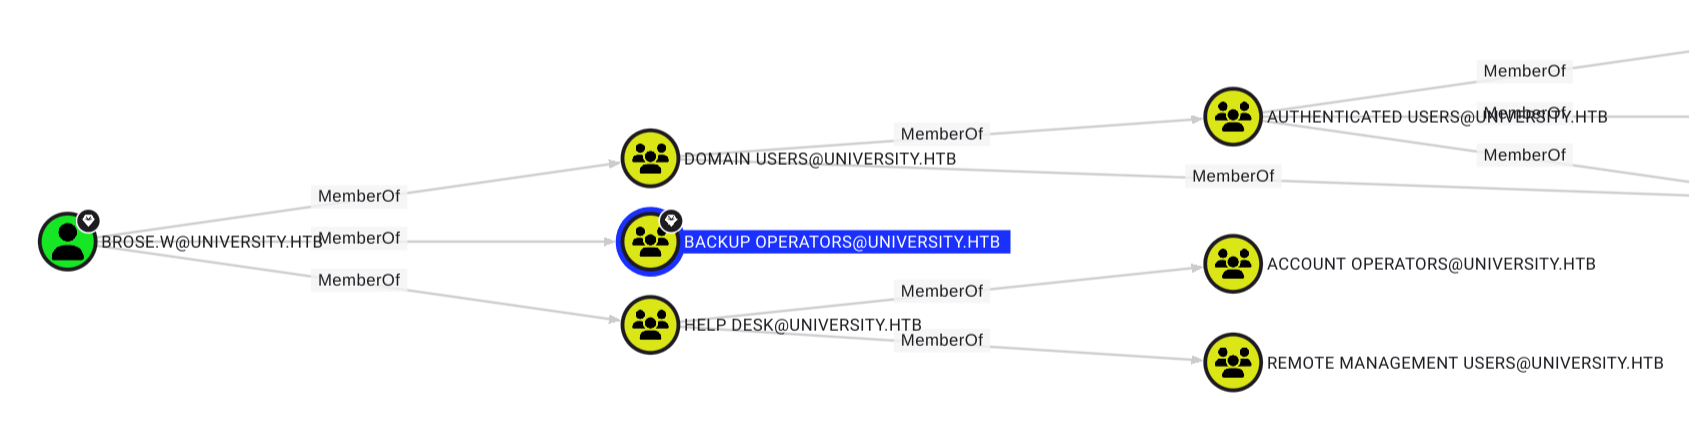 MemberOf
MemberOf
AUTHENTICATED USERS@UNIVERSITY.HTB
MemberOf
MemberOf
DOMAIN USERS@UNIVERSITY.HTB
MemberOf
MemberOf
BROSE.W@UNIVERSITY.HTB
MemberOf
BACKUP OPERATORS@UNIVERSITY.HTB
ACCOUNT OPERATORS@UNIVERSITY.HTB
MemberOf
MemberOf
HELP DESK@UNIVERSITY.HTB
MemberOf
REMOTE MANAGEMENT USERS@UNIVERSITY.HTB